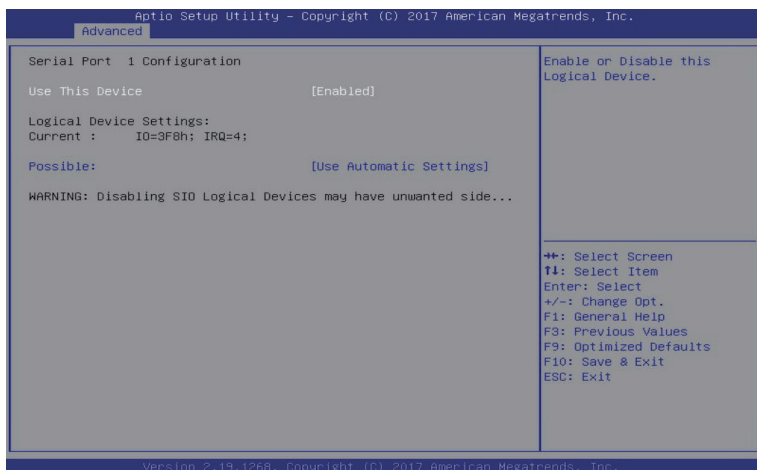 Aptio Setup Utility – Copyright (C) 2017 American Megatrends, Inc.
Advanced
Serial Port 1 Configuration
Use This Device [Enabled]
Logical Device Settings:
Current : IO=3F8h; IRQ=4;
Possible: [Use Automatic Settings]
WARNING: Disabling SIO Logical Devices may have unwanted side...
Enable or Disable this
Logical Device.
→←: Select Screen
↑↓: Select Item
Enter: Select
+/-: Change Opt.
F1: General Help
F3: Previous Values
F9: Optimized Defaults
F10: Save & Exit
ESC: Exit
Version 2.19.1268. Copyright (C) 2017 American Megatrends, Inc.